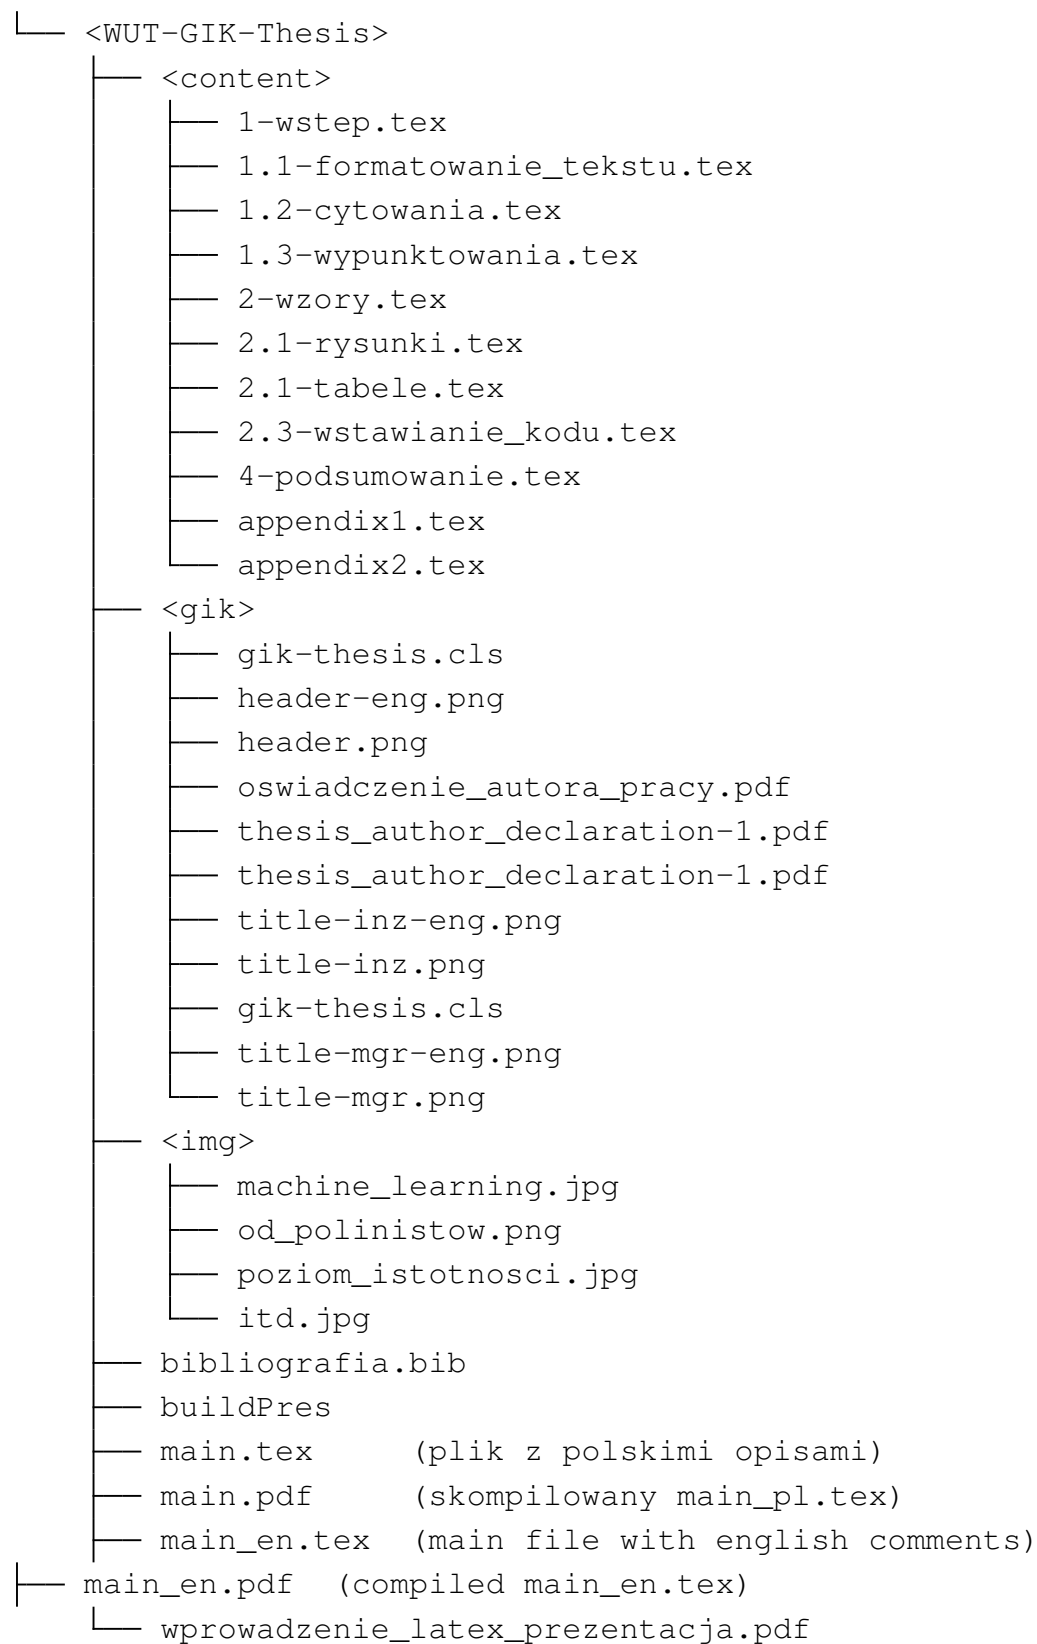 <WUT-GIK-Thesis>
<content>
1-wstep.tex
1.1-formatowanie_tekstu.tex
1.2-cytowania.tex
1.3-wypunktowania.tex
2-wzory.tex
2.1-rysunki.tex
2.1-tabele.tex
2.3-wstawianie_kodu.tex
4-podsumowanie.tex
appendix1.tex
appendix2.tex
<gik>
gik-thesis.cls
header-eng.png
header.png
oswiadczenie_autora_pracy.pdf
thesis_author_declaration-1.pdf
thesis_author_declaration-1.pdf
title-inz-eng.png
title-inz.png
gik-thesis.cls
title-mgr-eng.png
title-mgr.png
<img>
machine_learning.jpg
od_polinistow.png
poziom_istotnosci.jpg
itd.jpg
bibliografia.bib
buildPres
main.tex (plik z polskimi opisami)
main.pdf (skompilowany main_pl.tex)
main_en.tex (main file with english comments)
main_en.pdf (compiled main_en.tex)
wprowadzenie_latex_prezentacja.pdf